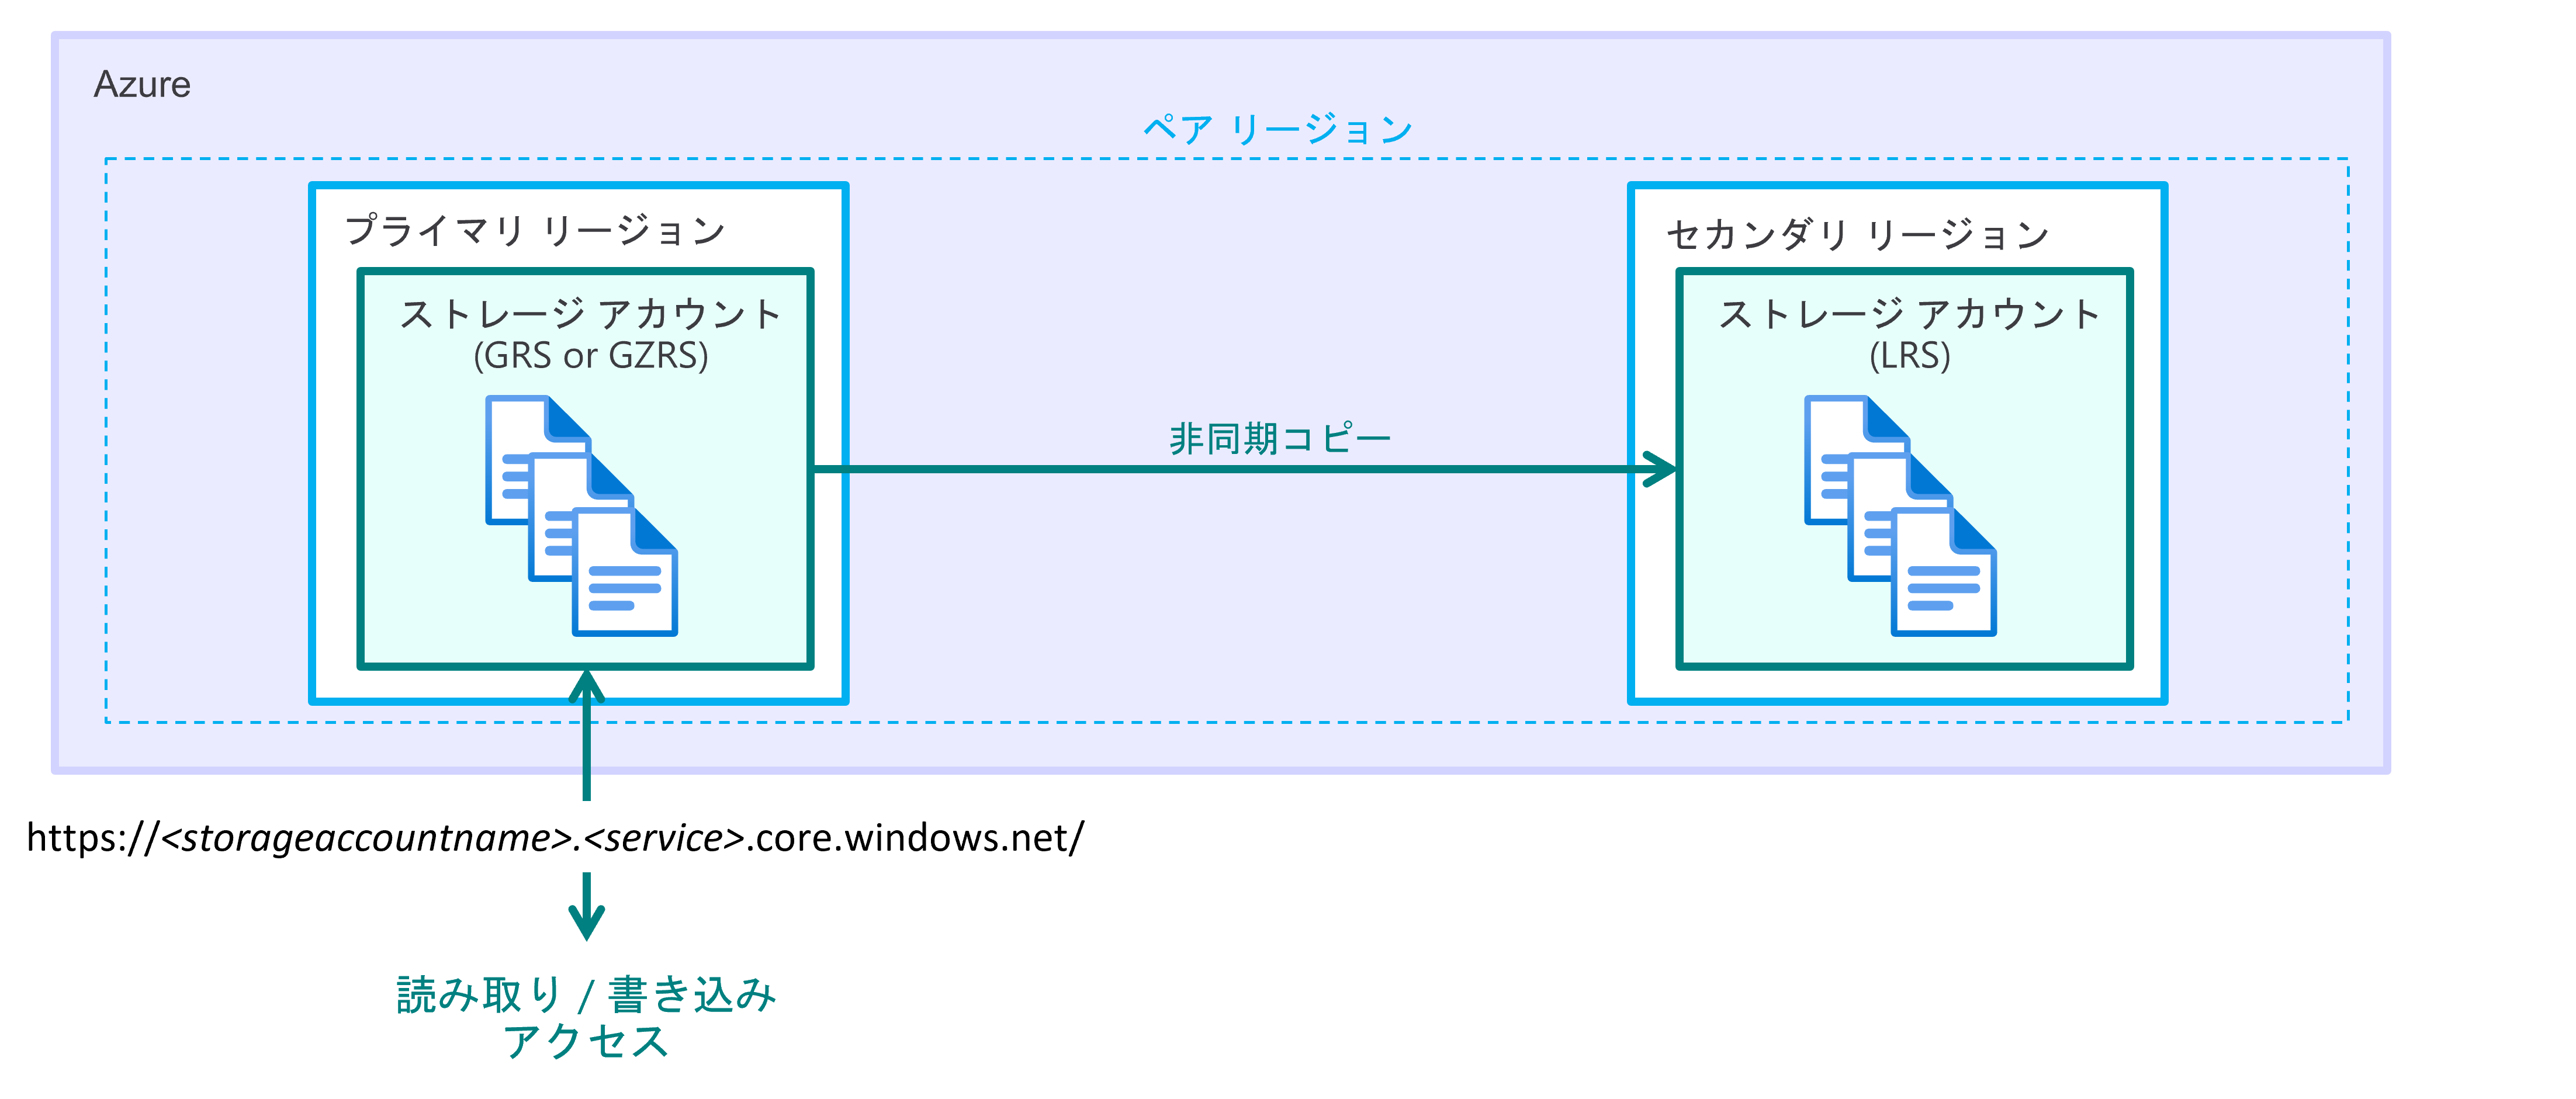 Azure
ペア リージョン
プライマリ リージョン
ストレージ アカウント
(GRS or GZRS)
非同期コピー
セカンダリ リージョン
ストレージ アカウント
(LRS)
https://<storageaccountname>.<service>.core.windows.net/
読み取り / 書き込み
アクセス